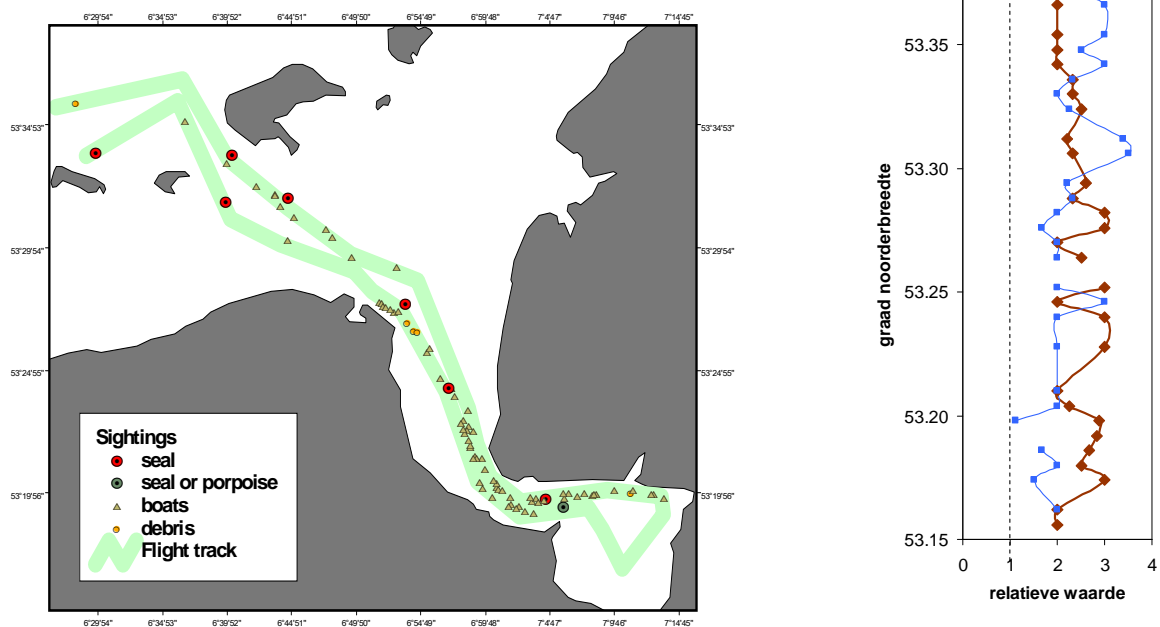 6°29'54" 6°34'53" 6°39'52" 6°44'51" 6°49'50" 6°54'49" 6°59'48" 7°4'47" 7°9'46" 7°14'45"
53°34'53" 53°34'53"
53°29'54" 53°29'54"
53°24'55" 53°24'55"
53°19'56" 53°19'56"
Sightings
seal
seal or porpoise
boats
debris
Flight track
6°29'54" 6°34'53" 6°39'52" 6°44'51" 6°49'50" 6°54'49" 6°59'48" 7°4'47" 7°9'46" 7°14'45"
graad noorderbreedte
53.35
53.30
53.25
53.20
53.15
0 1 2 3 4
relatieve waarde